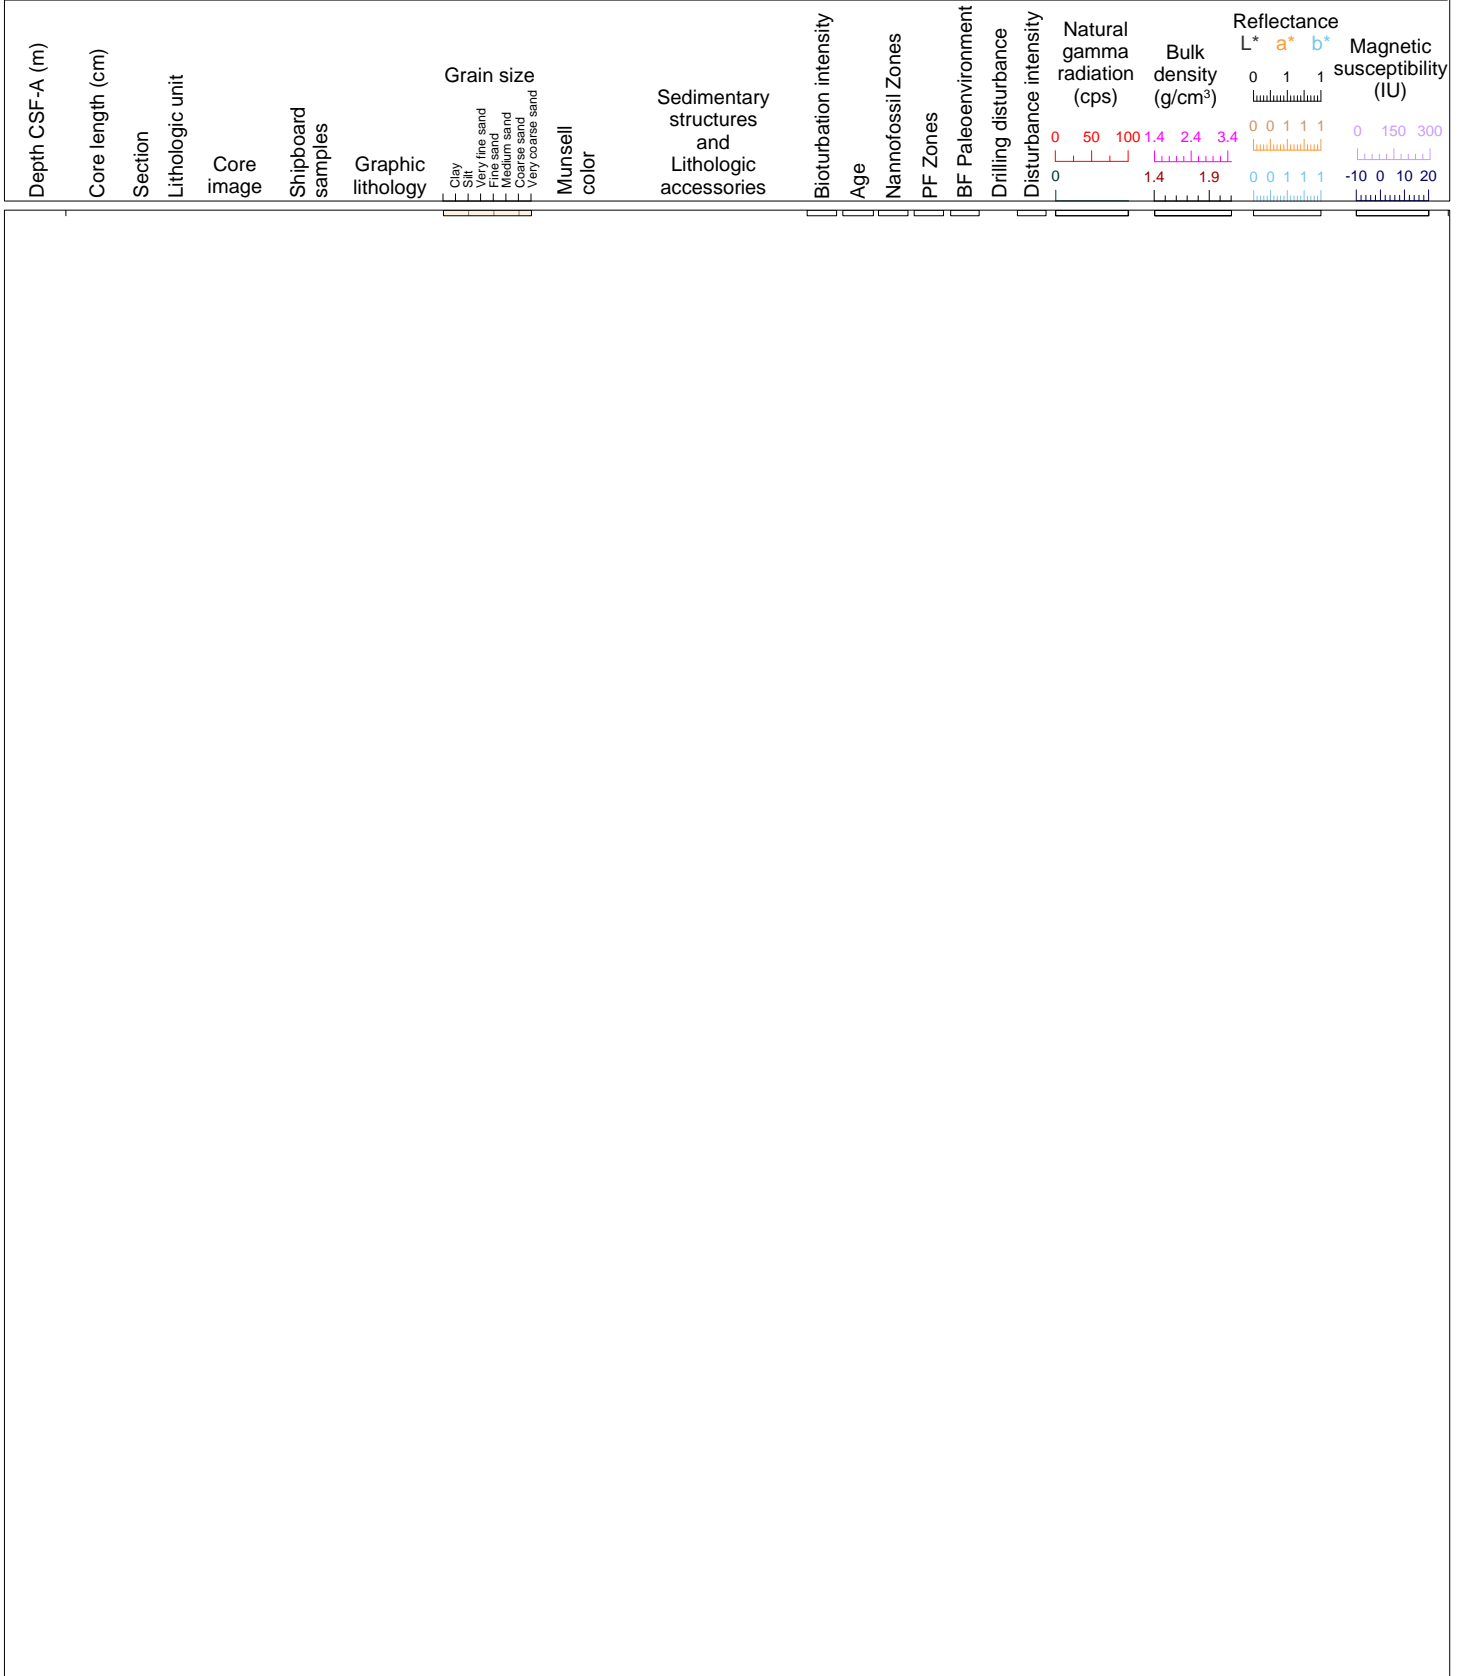 Depth CSF-A (m)
Core length (cm)
Section
Lithologic unit
Core
image
Shipboard
samples
Graphic
lithology
Grain size
Clay
Silt
Very fine sand
Fine sand
Medium sand
Coarse sand
Very coarse sand
Munsell
color
Sedimentary
structures
and
Lithologic
accessories
Bioturbation intensity
Age
Nannofossil Zones
PF Zones
BF Paleoenvironment
Drilling disturbance
Disturbance intensity
Natural
gamma
radiation
(cps)
0 50 100
0
Bulk
density
(g/cm³)
1.4 2.4 3.4
1.4 1.9
Reflectance
L* a* b*
0 1 1
0 0 1 1 1
0 0 1 1 1
Magnetic
susceptibility
(IU)
0 150 300
-10 0 10 20